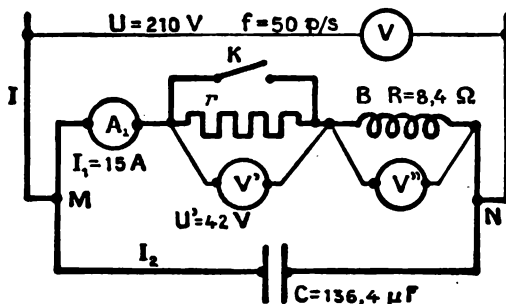 U = 210 V f = 50 p/s
V
K
I
r
B R = 8,4 Ω
A₁
I₁ = 15 A
V'
V"
U' = 42 V
M
N
I₂
C = 136,4 µF